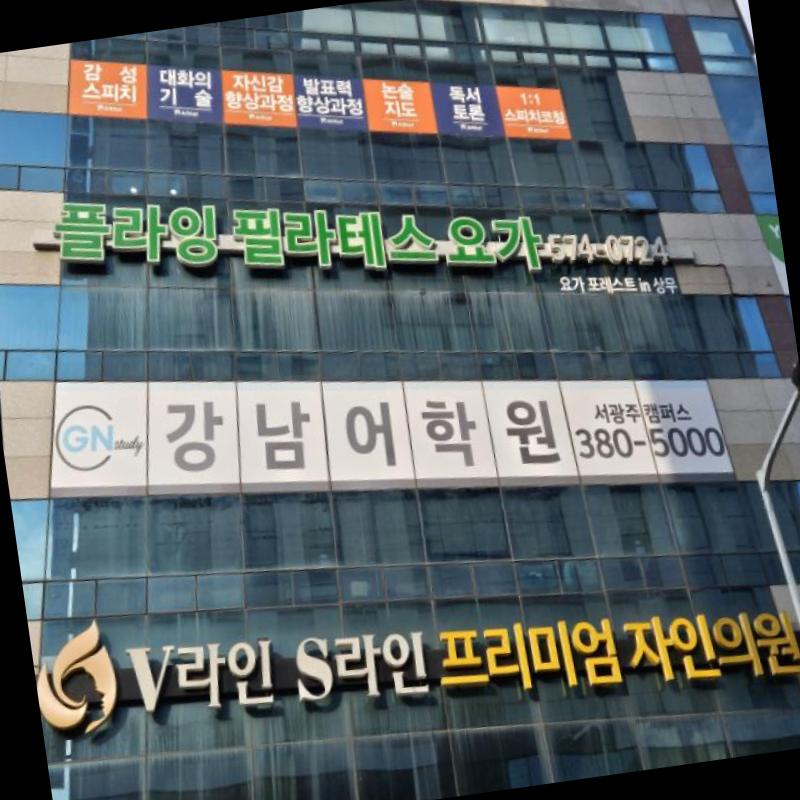 감 성 스피치
대화의 기 술
자신감 향상과정
발표력 향상과정
논술 지도
독서 토론
1:1 스피치코칭
플라잉 필라테스 요가 574-0724
요가 포레스트 in 상무
GN study 강남어학원 서광주 캠퍼스 380-5000
V라인 S라인 프리미엄 자인의원